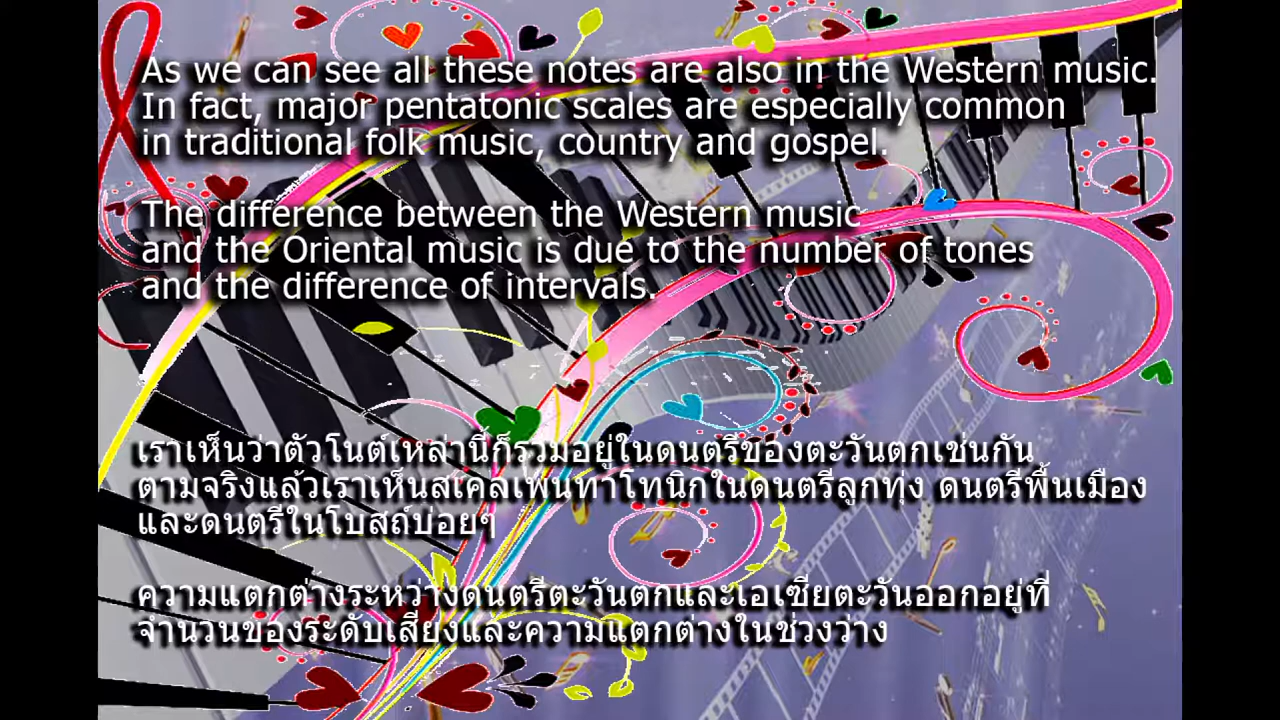 As we can see all these notes are also in the Western music.
In fact, major pentatonic scales are especially common
in traditional folk music, country and gospel.
The difference between the Western music
and the Oriental music is due to the number of tones
and the difference of intervals.
เราเห็นว่าตัวโนต์เหล่านี้ก็รวมอยู่ในดนตรีของตะวันตกเช่นกัน
ตามจริงแล้วเราเห็นสเคลเพ็นทาโทนิกในดนตรีลูกทุ่ง ดนตรีพื้นเมือง
และดนตรีในโบสถ์บ่อยๆ
ความแตกต่างระหว่างดนตรีตะวันตกและเอเซียตะวันออกอยู่ที่
จำนวนของระดับเสียงและความแตกต่างในช่วงว่าง